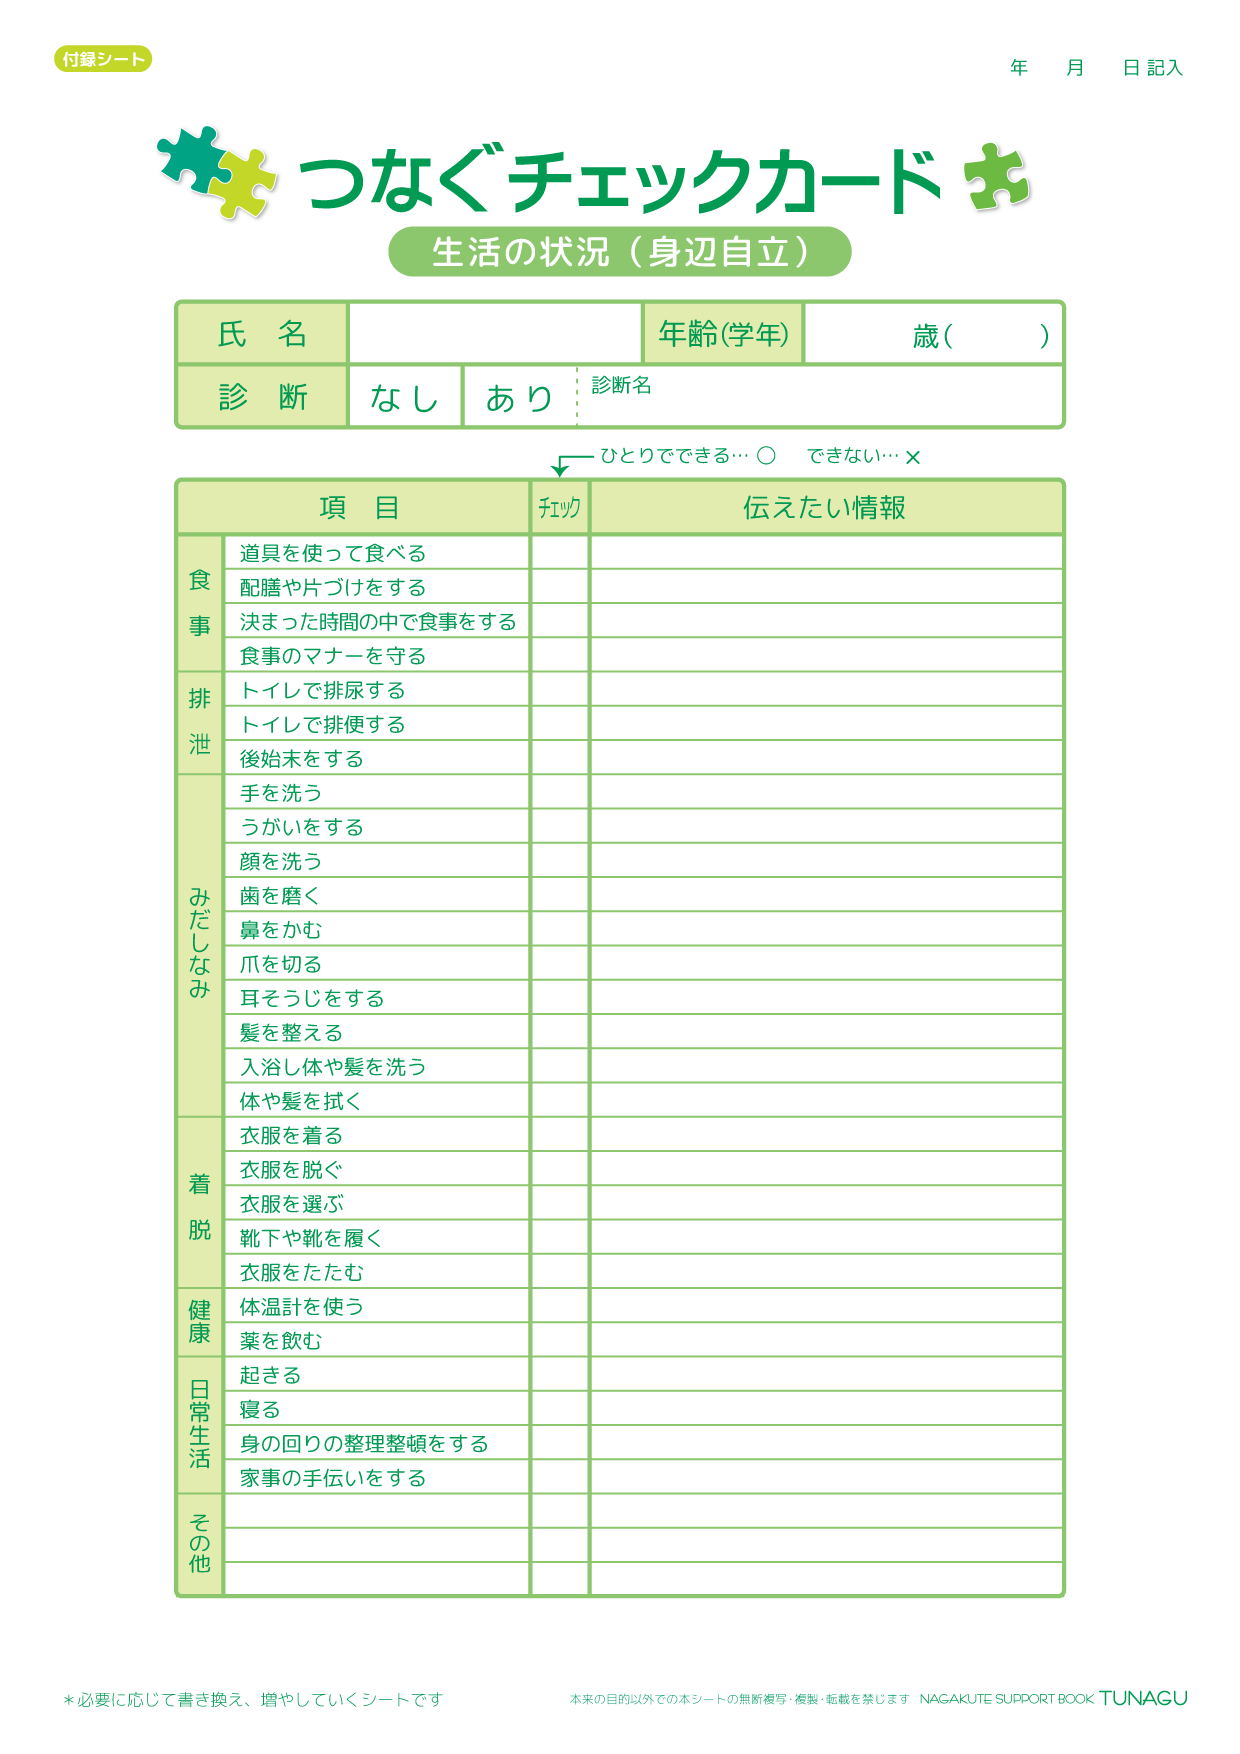 付録シート
年　月　日 記入
つなぐチェックカード
生活の状況（身辺自立）
氏　名　年齢(学年)　歳(　)
診　断　なし　あり　診断名
ひとりでできる…○　できない…×
項　目　チェック　伝えたい情報
食事
道具を使って食べる
配膳や片づけをする
決まった時間の中で食事をする
食事のマナーを守る
排泄
トイレで排尿する
トイレで排便する
後始末をする
みだしなみ
手を洗う
うがいをする
顔を洗う
歯を磨く
鼻をかむ
爪を切る
耳そうじをする
髪を整える
入浴し体や髪を洗う
体や髪を拭く
着脱
衣服を着る
衣服を脱ぐ
衣服を選ぶ
靴下や靴を履く
衣服をたたむ
健康
体温計を使う
薬を飲む
日常生活
起きる
寝る
身の回りの整理整頓をする
家事の手伝いをする
その他
＊必要に応じて書き換え、増やしていくシートです
本来の目的以外での本シートの無断複写・複製・転載を禁じます　NAGAKUTE SUPPORT BOOK TUNAGU